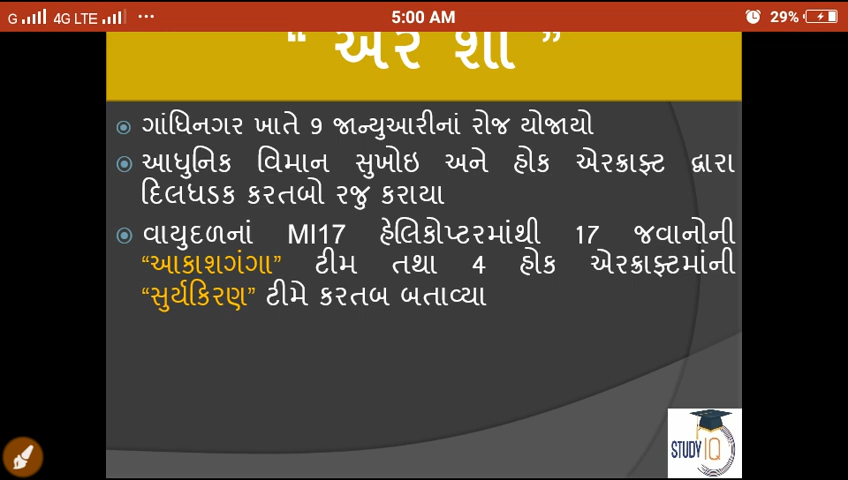 G 4G LTE ... 5:00 AM 29%
“ એર શો ”
ગાંધિનગર ખાતે 9 જાન્યુઆરીનાં રોજ યોજાયો
આધુનિક વિમાન સુખોઇ અને હોક એરક્રાફ્ટ દ્વારા
દિલધડક કરતબો રજુ કરાયા
વાયુદળનાં MI17 હેલિકોપ્ટરમાંથી 17 જવાનોની
“આકાશગંગા” ટીમ તથા 4 હોક એરક્રાફ્ટમાંની
“સુર્યકિરણ” ટીમે કરતબ બતાવ્યા
STUDY IQ